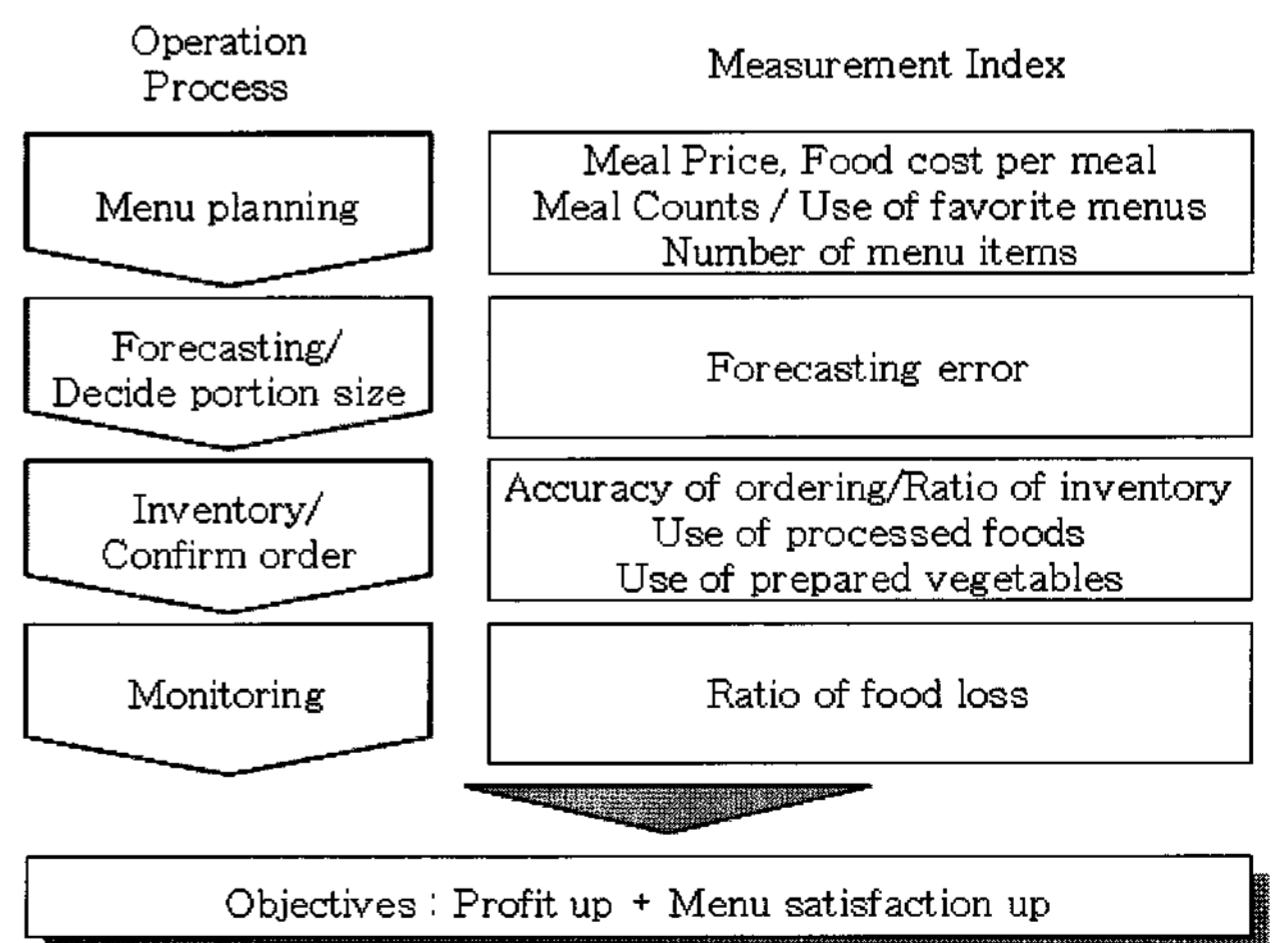 Operation
Process
Measurement Index
Menu planning
Meal Price, Food cost per meal
Meal Counts / Use of favorite menus
Number of menu items
Forecasting/
Decide portion size
Forecasting error
Inventory/
Confirm order
Accuracy of ordering/Ratio of inventory
Use of processed foods
Use of prepared vegetables
Monitoring
Ratio of food loss
Objectives : Profit up + Menu satisfaction up